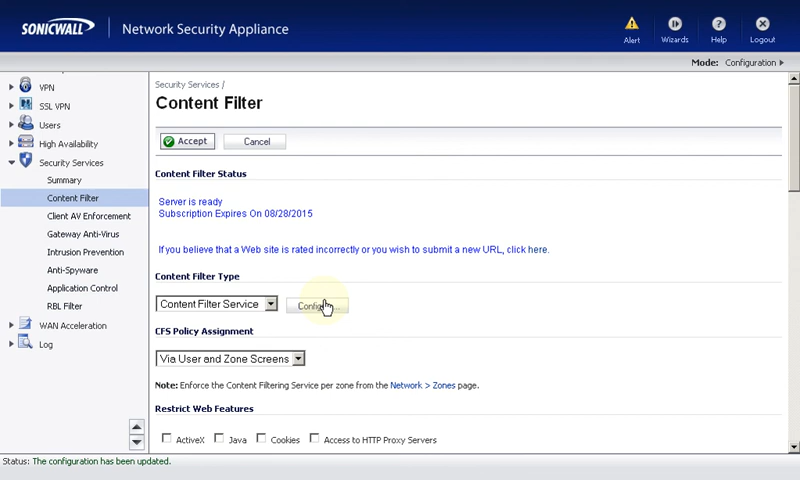 SONICWALL Network Security Appliance
Alert Wizards Help Logout
Mode: Configuration
VPN
SSL VPN
Users
High Availability
Security Services
Summary
Content Filter
Client AV Enforcement
Gateway Anti-Virus
Intrusion Prevention
Anti-Spyware
Application Control
RBL Filter
WAN Acceleration
Log
Security Services /
Content Filter
Accept Cancel
Content Filter Status
Server is ready
Subscription Expires On 08/28/2015
If you believe that a Web site is rated incorrectly or you wish to submit a new URL, click here.
Content Filter Type
Content Filter Service
CFS Policy Assignment
Via User and Zone Screens
Note: Enforce the Content Filtering Service per zone from the Network > Zones page.
Restrict Web Features
ActiveX Java Cookies Access to HTTP Proxy Servers
Status: The configuration has been updated.